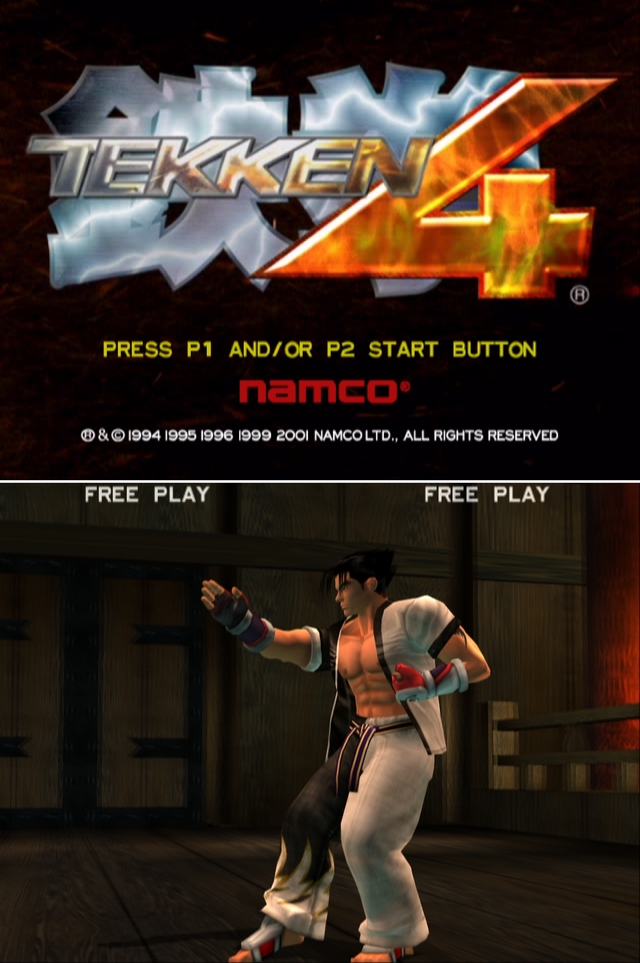 鉄拳
TEKKEN 4
®
PRESS P1 AND/OR P2 START BUTTON
namco®
® & © 1994 1995 1996 1999 2001 NAMCO LTD., ALL RIGHTS RESERVED
FREE PLAY FREE PLAY